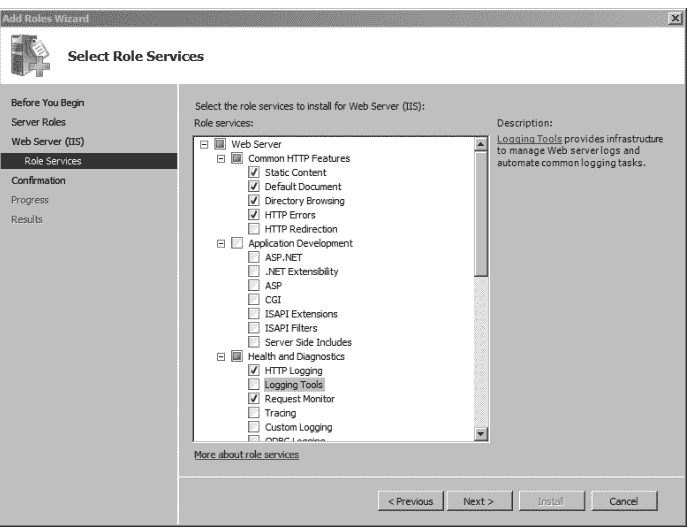 Add Roles Wizard
Select Role Services
Before You Begin
Server Roles
Web Server (IIS)
Role Services
Confirmation
Progress
Results
Select the role services to install for Web Server (IIS):
Role services:
Web Server
Common HTTP Features
Static Content
Default Document
Directory Browsing
HTTP Errors
HTTP Redirection
Application Development
ASP.NET
.NET Extensibility
ASP
CGI
ISAPI Extensions
ISAPI Filters
Server Side Includes
Health and Diagnostics
HTTP Logging
Logging Tools
Request Monitor
Tracing
Custom Logging
ODBC Logging
More about role services
Description:
Logging Tools provides infrastructure
to manage Web server logs and
automate common logging tasks.
< Previous
Next >
Install
Cancel